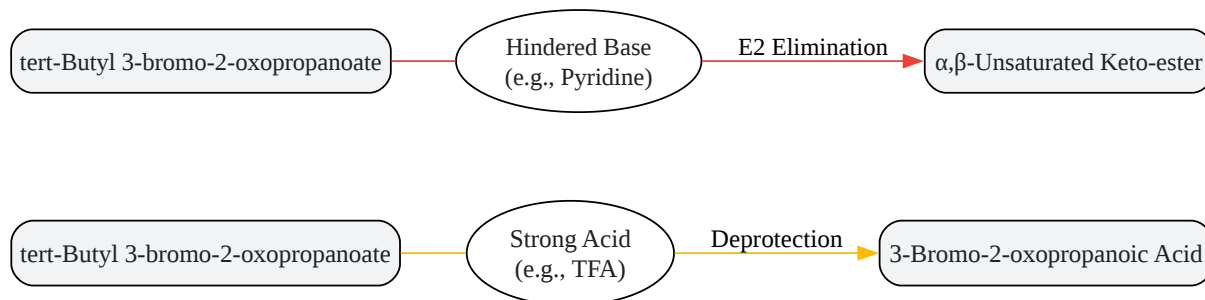 tert-Butyl 3-bromo-2-oxopropanoate
Hindered Base
(e.g., Pyridine)
E2 Elimination
α,β-Unsaturated Keto-ester
tert-Butyl 3-bromo-2-oxopropanoate
Strong Acid
(e.g., TFA)
Deprotection
3-Bromo-2-oxopropanoic Acid